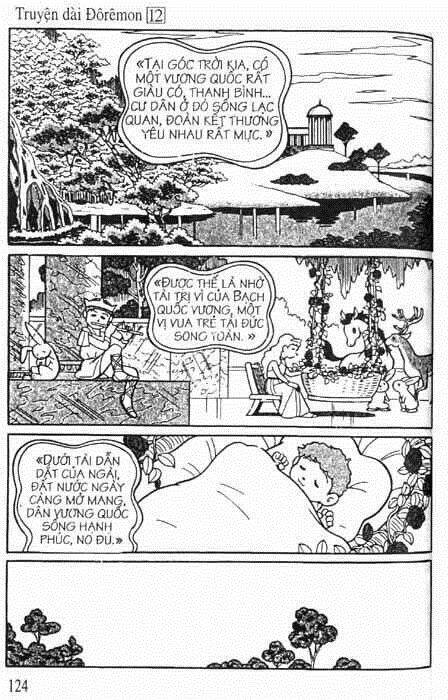 Truyện dài Đôrêmon 12
«TẠI GÓC TRỜI KIA, CÓ
MỘT VƯƠNG QUỐC RẤT
GIÀU CÓ, THANH BÌNH...
CƯ DÂN Ở ĐÓ SỐNG LẠC
QUAN, ĐOÀN KẾT THƯƠNG
YÊU NHAU RẤT MỰC.»
«ĐƯỢC THẾ LÀ NHỜ
TÀI TRỊ VÌ CỦA BẠCH
QUỐC VƯƠNG, MỘT
VỊ VUA TRẺ TÀI ĐỨC
SONG TOÀN.»
«DƯỚI TÀI DẪN
DẮT CỦA NGÀI,
ĐẤT NƯỚC NGÀY
CÀNG MỞ MANG,
DÂN VƯƠNG QUỐC
SỐNG HẠNH
PHÚC, NO ĐỦ.»
124